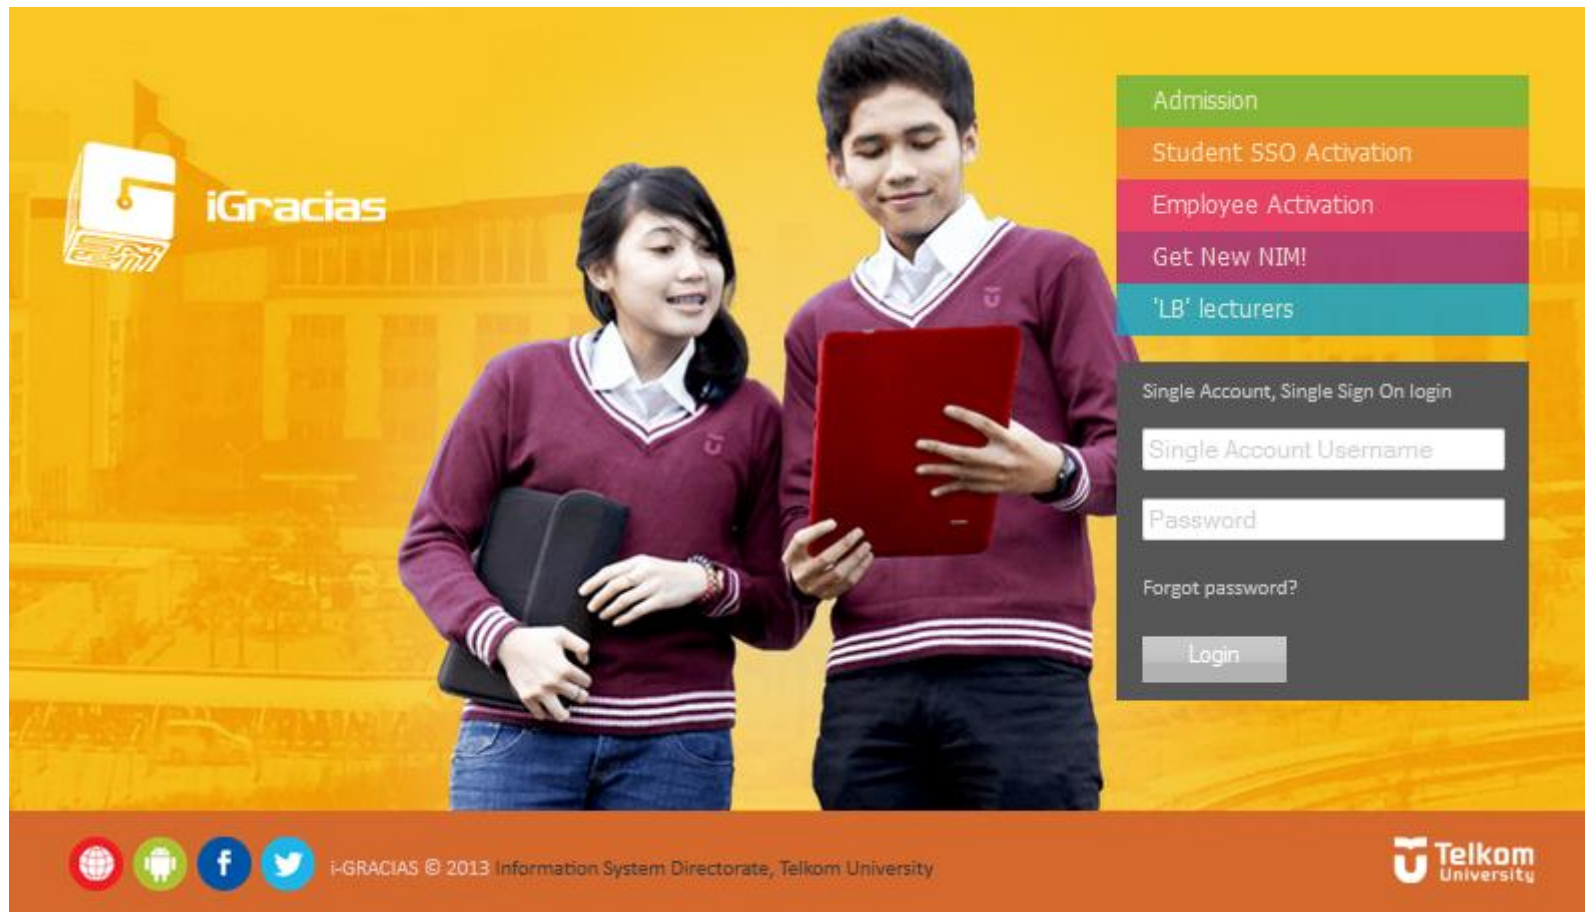 iGracias
Admission
Student SSO Activation
Employee Activation
Get New NIM!
'LB' lecturers
Single Account, Single Sign On login
Single Account Username
Password
Forgot password?
Login
i-GRACIAS © 2013 Information System Directorate, Telkom University
Telkom
University